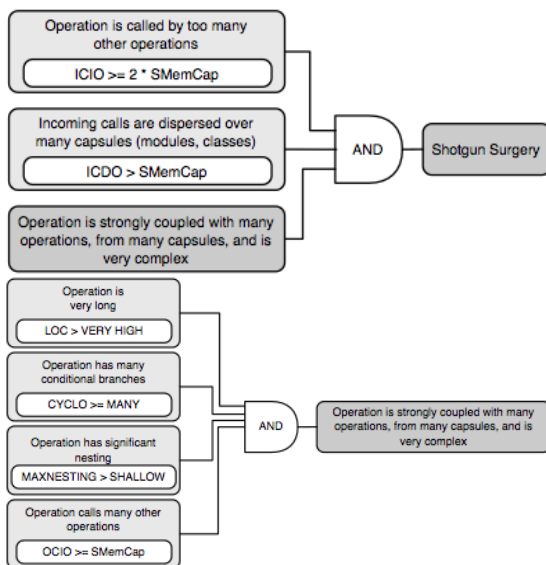 Operation is called by too many
other operations
ICIO >= 2 * SMemCap
Incoming calls are dispersed over
many capsules (modules, classes)
ICDO > SMemCap
Operation is strongly coupled with many
operations, from many capsules, and is
very complex
AND
Shotgun Surgery
Operation is
very long
LOC > VERY HIGH
Operation has many
conditional branches
CYCLO >= MANY
Operation has significant
nesting
MAXNESTING > SHALLOW
Operation calls many other
operations
OCIO >= SMemCap
AND
Operation is strongly coupled with many
operations, from many capsules, and is
very complex